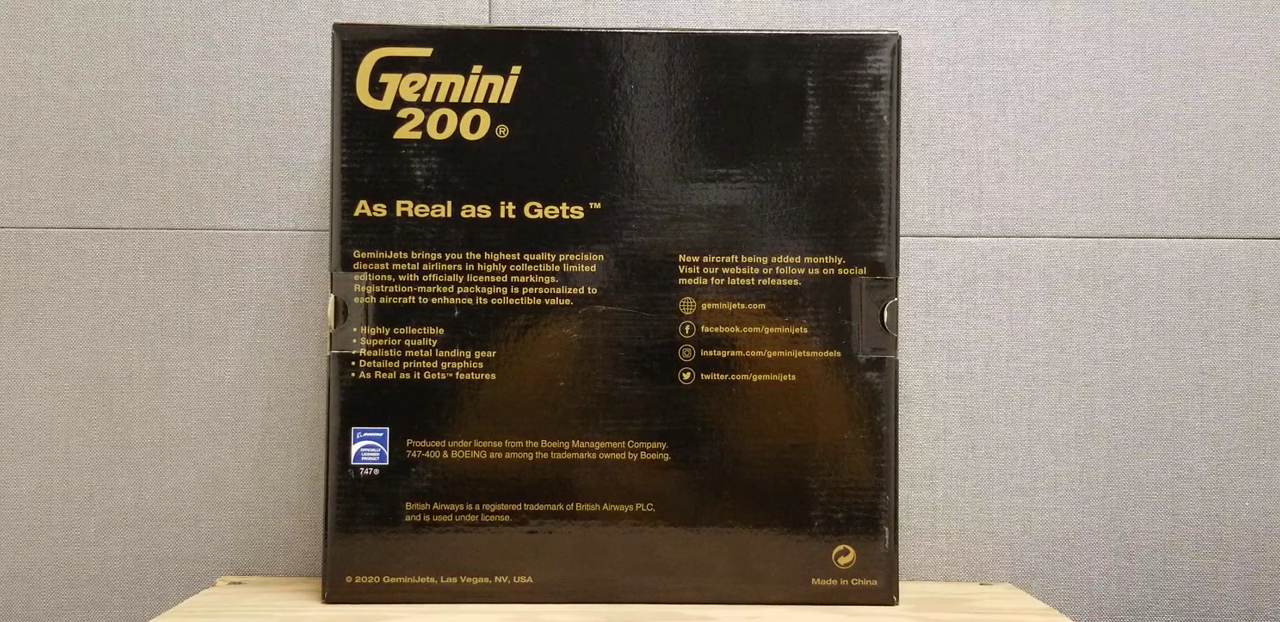 Gemini
200®
As Real as it Gets™
GeminiJets brings you the highest quality precision
diecast metal airliners in highly collectible limited
editions, with officially licensed markings.
Registration-marked packaging is personalized to
each aircraft to enhance its collectible value.
• Highly collectible
• Superior quality
• Realistic metal landing gear
• Detailed printed graphics
• As Real as it Gets™ features
New aircraft being added monthly.
Visit our website or follow us on social
media for latest releases.
geminijets.com
facebook.com/geminijets
instagram.com/geminijetsmodels
twitter.com/geminijets
BOEING
OFFICIALLY
LICENSED
PRODUCT
747®
Produced under license from the Boeing Management Company.
747-400 & BOEING are among the trademarks owned by Boeing.
British Airways is a registered trademark of British Airways PLC,
and is used under license.
© 2020 GeminiJets, Las Vegas, NV, USA
Made in China